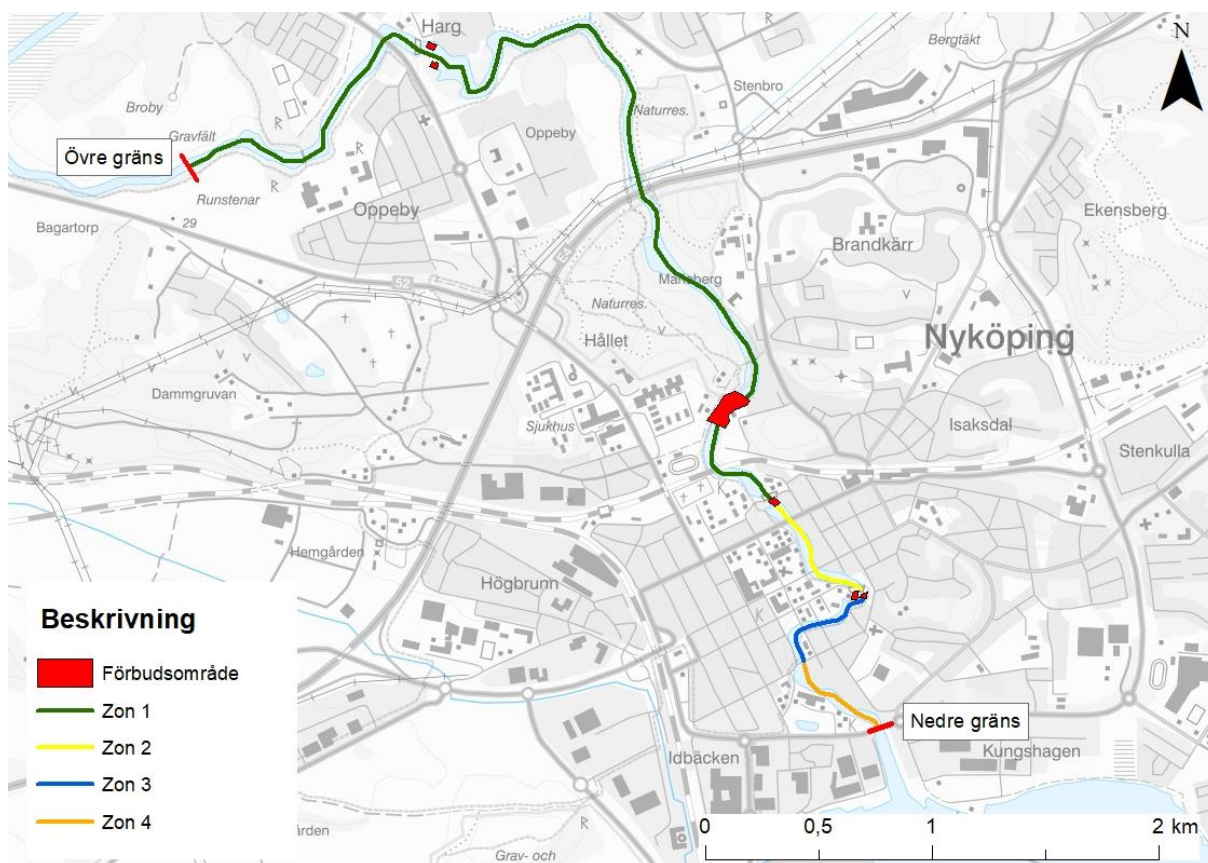 Harg
Bergtäkt
N
Stenbro
Broby
Naturres.
Gravfält
Oppeby
Övre gräns
Runstenar
Bagartorp
29
Oppeby
Ekensberg
Brandkärr
E4
52
Marieberg
Naturres.
Hållet
Nyköping
Dammgruvan
Sjukhus
Isaksdal
Stenkulla
Hemgården
Högbrunn
Beskrivning
Förbudsområde
Zon 1
Zon 2
Zon 3
Zon 4
Nedre gräns
Idbäcken
Kungshagen
0 0,5 1 2 km
Grav- och